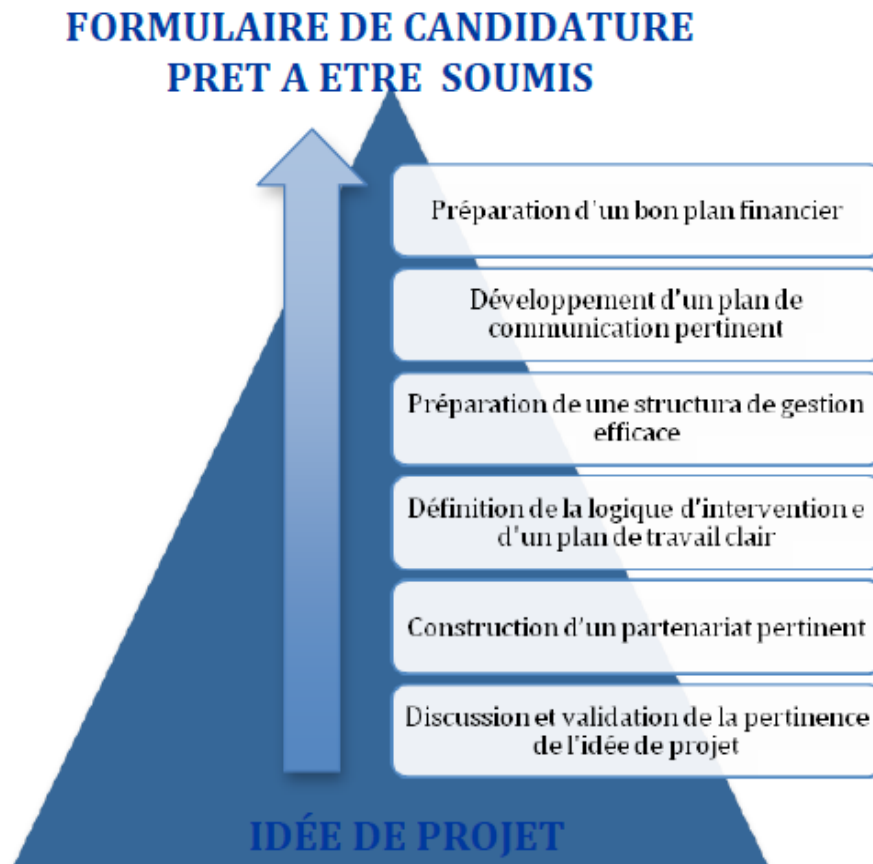 FORMULAIRE DE CANDIDATURE
PRET A ETRE SOUMIS
Préparation d'un bon plan financier
Développement d'un plan de
communication pertinent
Préparation de une structura de gestion
efficace
Définition de la logique d'intervention e
d'un plan de travail clair
Construction d'un partenariat pertinent
Discussion et validation de la pertinence
de l'idée de projet
IDÉE DE PROJET